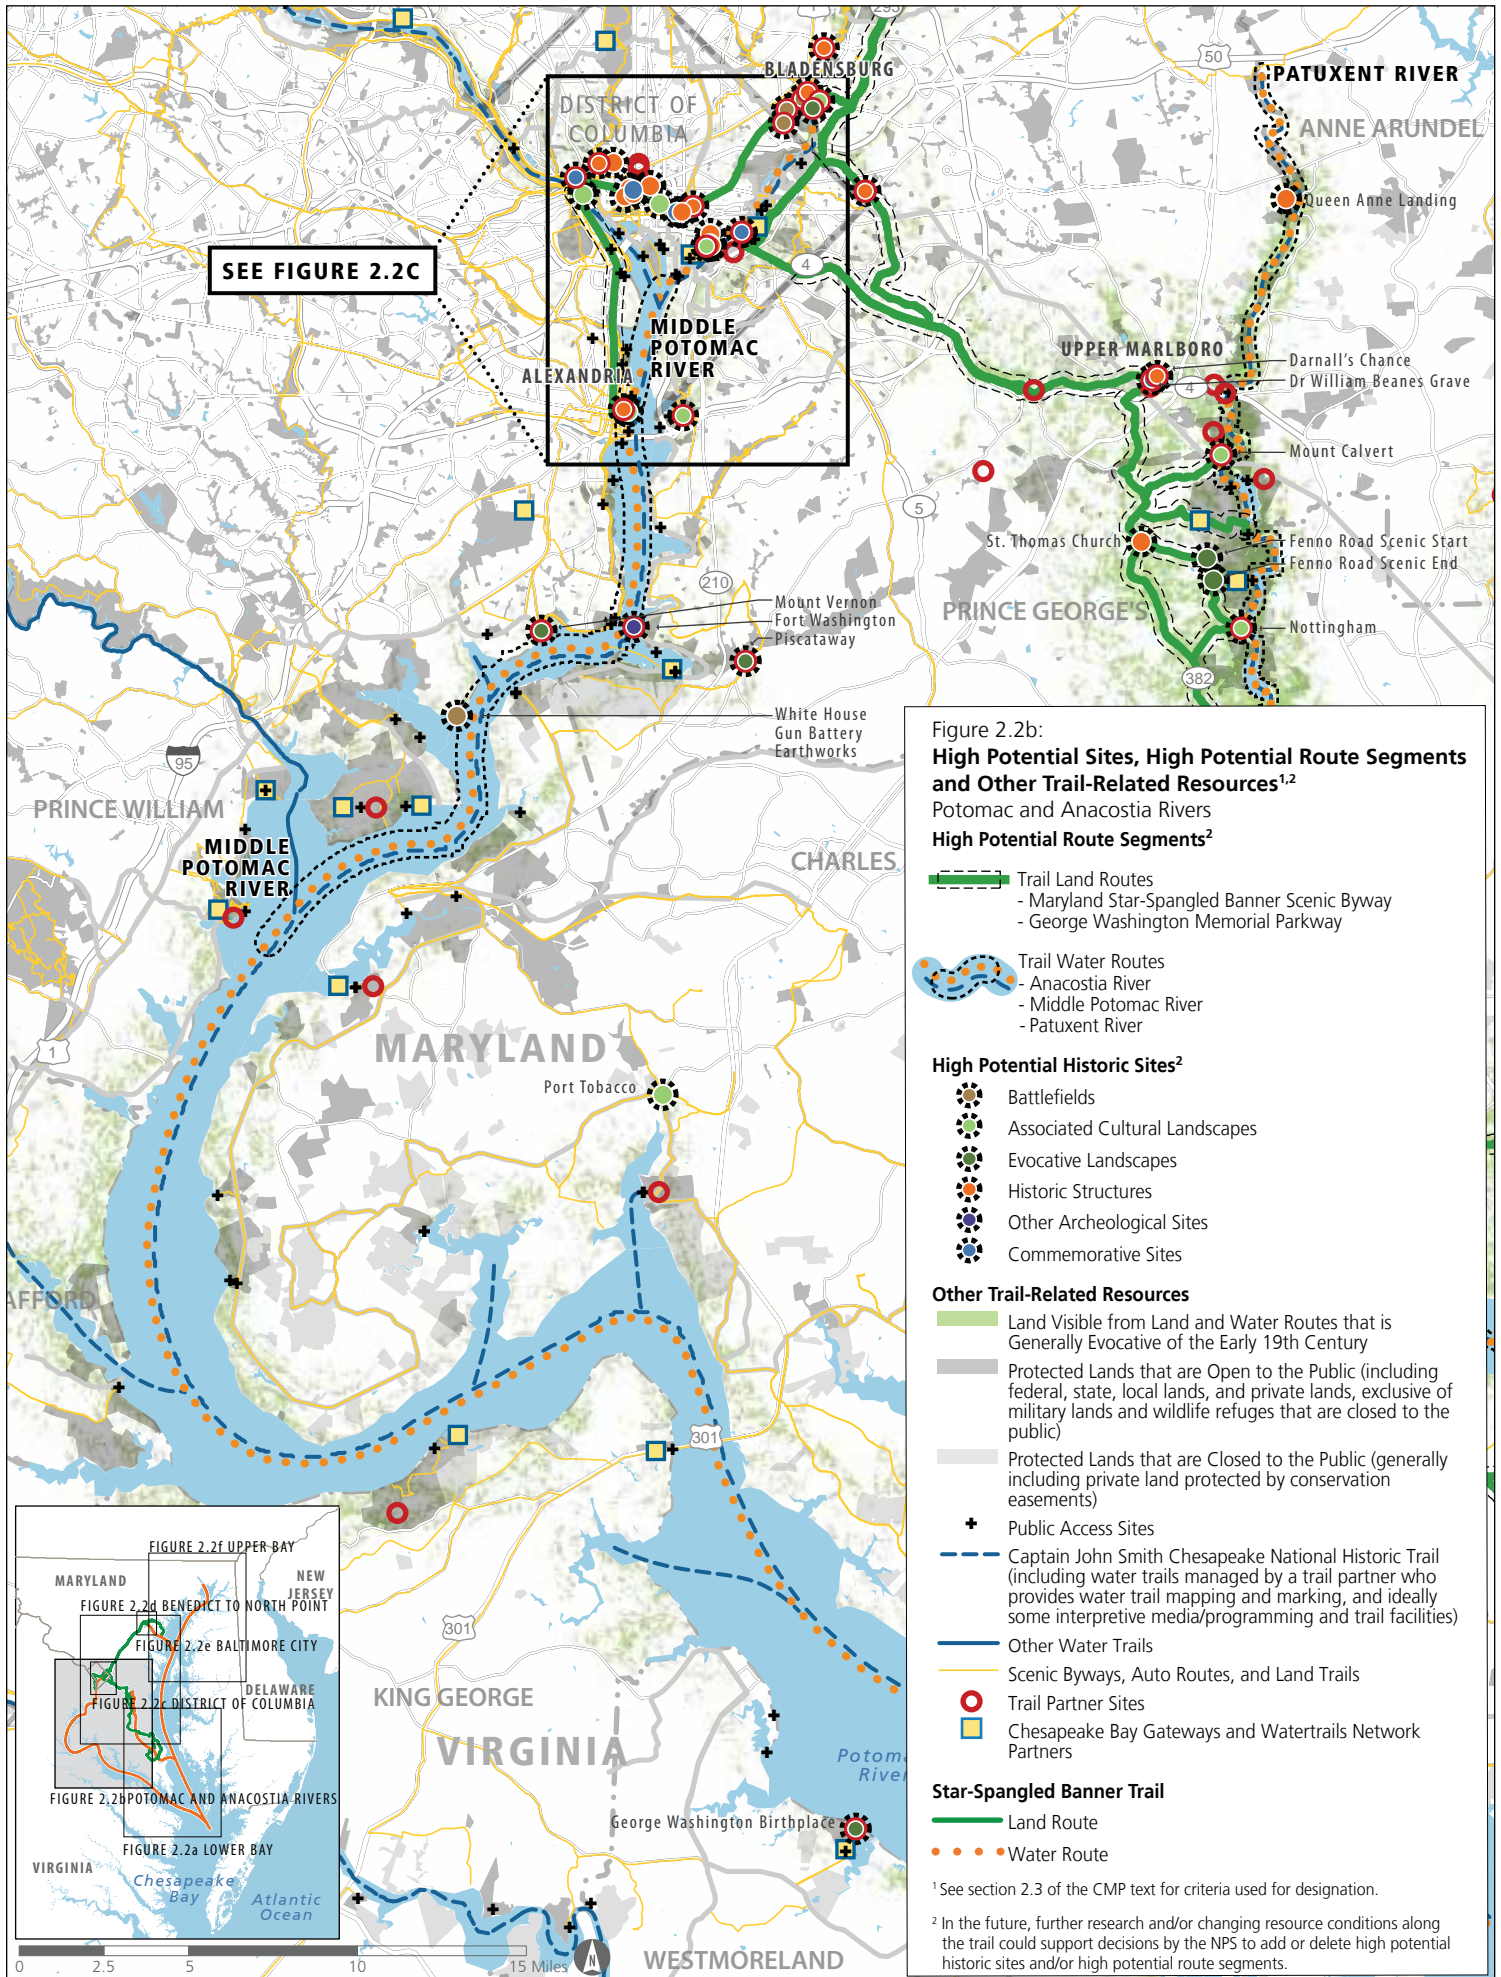 295
1
BLADENSBURG
50
PATUXENT RIVER
DISTRICT OF
COLUMBIA
ANNE ARUNDEL
Queen Anne Landing
SEE FIGURE 2.2C
4
MIDDLE
POTOMAC
RIVER
ALEXANDRIA
UPPER MARLBORO
Darnall's Chance
4
Dr William Beanes Grave
Mount Calvert
5
St. Thomas Church
Fenno Road Scenic Start
Fenno Road Scenic End
210
PRINCE GEORGE'S
Mount Vernon
Fort Washington
Piscataway
Nottingham
382
White House
Gun Battery
Earthworks
95
PRINCE WILLIAM
MIDDLE
POTOMAC
RIVER
CHARLES
1
MARYLAND
Port Tobacco
AFFORD
301
301
KING GEORGE
VIRGINIA
Potoma
River
George Washington Birthplace
WESTMORELAND
Figure 2.2b:
High Potential Sites, High Potential Route Segments
and Other Trail-Related Resources1,2
Potomac and Anacostia Rivers
High Potential Route Segments2
Trail Land Routes
- Maryland Star-Spangled Banner Scenic Byway
- George Washington Memorial Parkway
Trail Water Routes
- Anacostia River
- Middle Potomac River
- Patuxent River
High Potential Historic Sites2
Battlefields
Associated Cultural Landscapes
Evocative Landscapes
Historic Structures
Other Archeological Sites
Commemorative Sites
Other Trail-Related Resources
Land Visible from Land and Water Routes that is
Generally Evocative of the Early 19th Century
Protected Lands that are Open to the Public (including
federal, state, local lands, and private lands, exclusive of
military lands and wildlife refuges that are closed to the
public)
Protected Lands that are Closed to the Public (generally
including private land protected by conservation
easements)
Public Access Sites
Captain John Smith Chesapeake National Historic Trail
(including water trails managed by a trail partner who
provides water trail mapping and marking, and ideally
some interpretive media/programming and trail facilities)
Other Water Trails
Scenic Byways, Auto Routes, and Land Trails
Trail Partner Sites
Chesapeake Bay Gateways and Watertrails Network
Partners
Star-Spangled Banner Trail
Land Route
Water Route
1 See section 2.3 of the CMP text for criteria used for designation.
2 In the future, further research and/or changing resource conditions along
the trail could support decisions by the NPS to add or delete high potential
historic sites and/or high potential route segments.
FIGURE 2.2f UPPER BAY
MARYLAND
NEW
JERSEY
FIGURE 2.2d BENEDICT TO NORTH POINT
FIGURE 2.2e BALTIMORE CITY
DELAWARE
FIGURE 2.2c DISTRICT OF COLUMBIA
FIGURE 2.2bPOTOMAC AND ANACOSTIA RIVERS
FIGURE 2.2a LOWER BAY
VIRGINIA
Chesapeake
Bay
Atlantic
Ocean
0 2.5 5 10 15 Miles
N